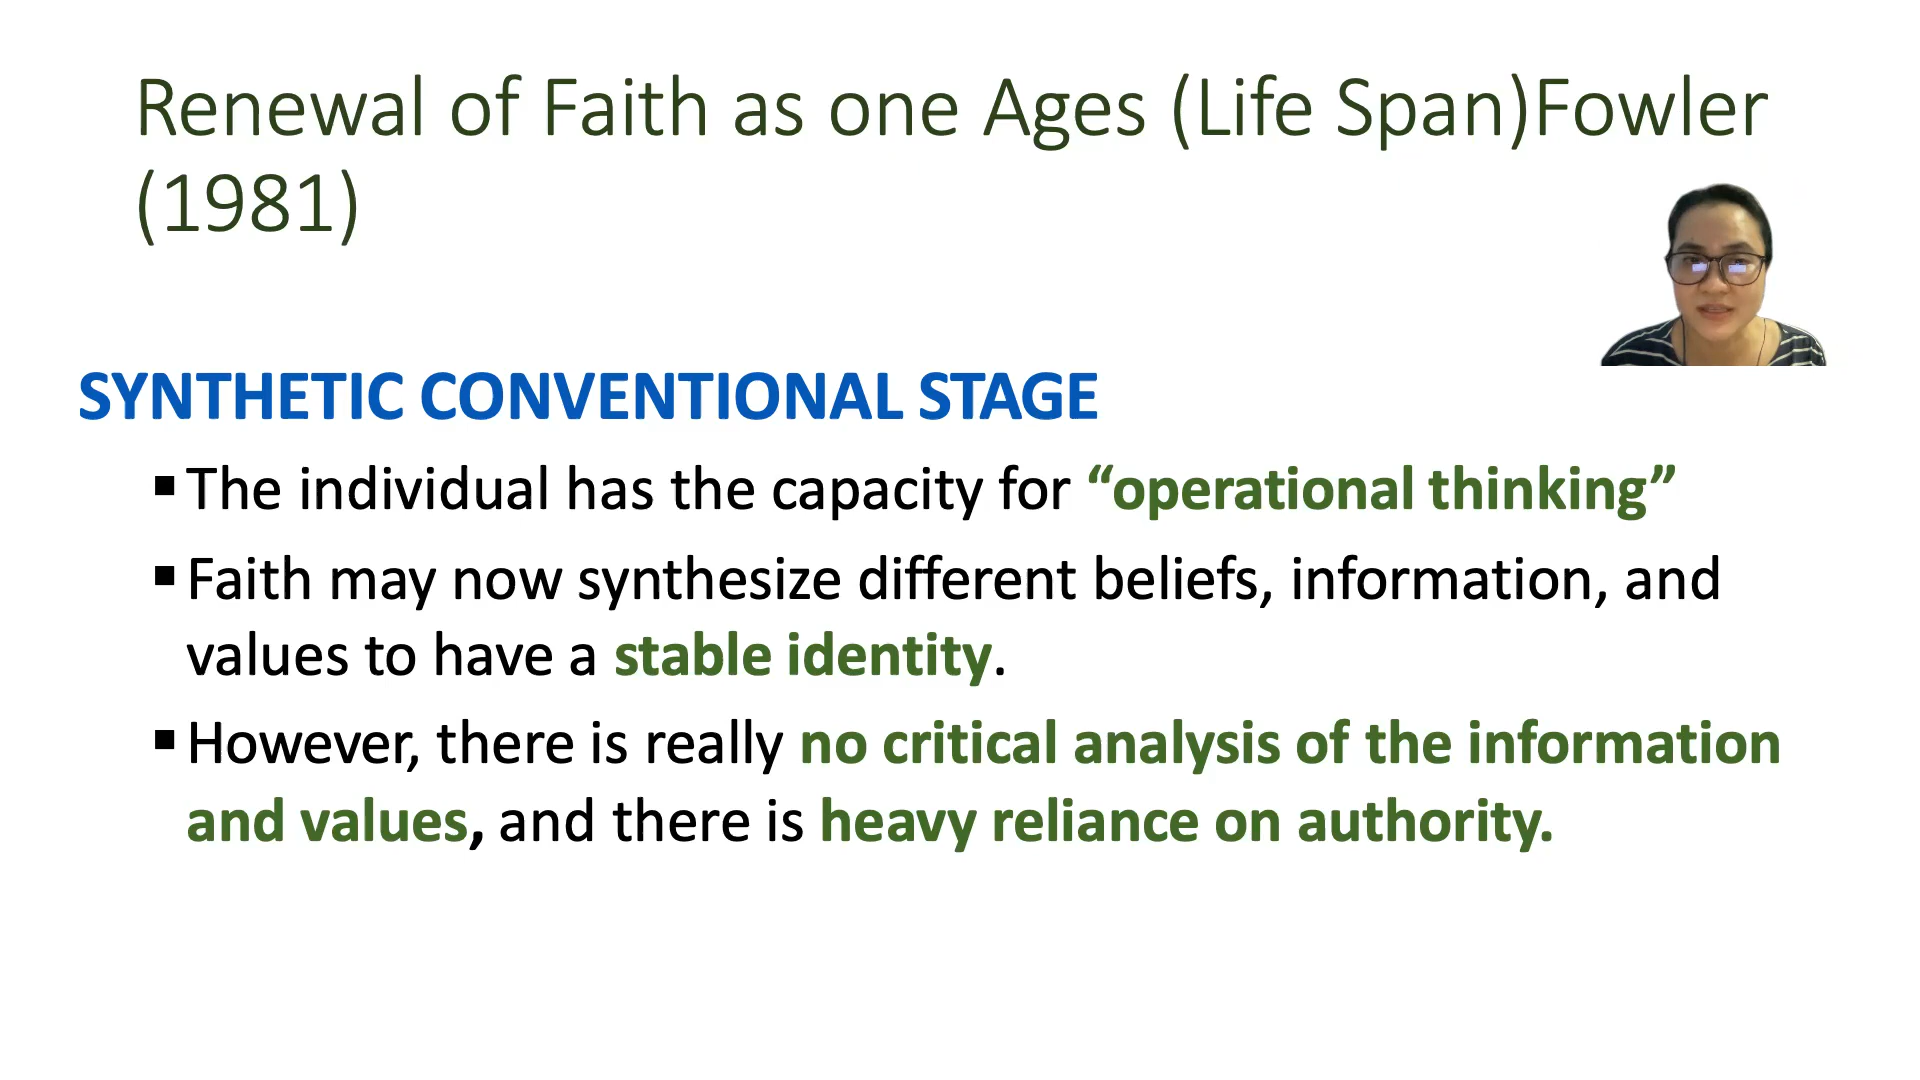 Renewal of Faith as one Ages (Life Span)Fowler
(1981)
SYNTHETIC CONVENTIONAL STAGE
▪The individual has the capacity for “operational thinking”
▪Faith may now synthesize different beliefs, information, and
values to have a stable identity.
▪However, there is really no critical analysis of the information
and values, and there is heavy reliance on authority.